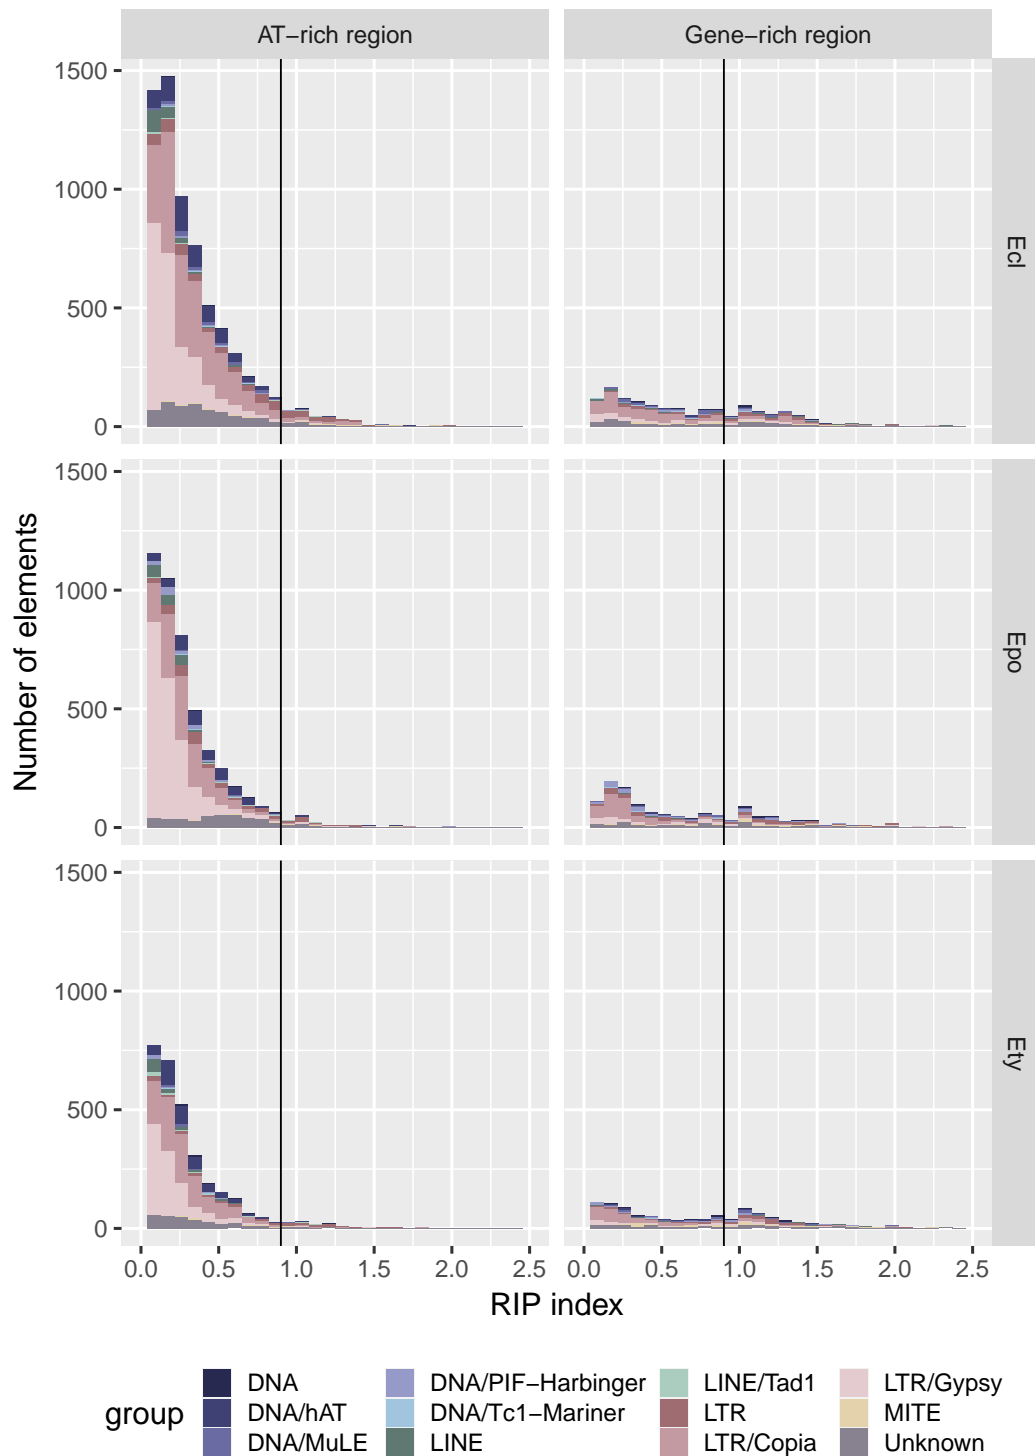 AT−rich region
Gene−rich region
1500
1000
500
0
Ecl
Number of elements
1500
1000
500
0
Epo
1500
1000
500
0
Ety
0.0 0.5 1.0 1.5 2.0 2.5
0.0 0.5 1.0 1.5 2.0 2.5
RIP index
group
DNA
DNA/hAT
DNA/MuLE
DNA/PIF−Harbinger
DNA/Tc1−Mariner
LINE
LINE/Tad1
LTR
LTR/Copia
LTR/Gypsy
MITE
Unknown